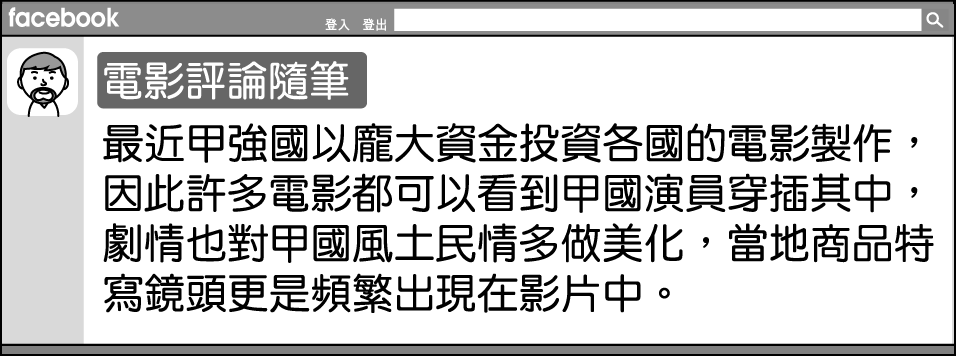 facebook
登入 登出
電影評論隨筆
最近甲強國以龐大資金投資各國的電影製作，
因此許多電影都可以看到甲國演員穿插其中，
劇情也對甲國風土民情多做美化，當地商品特
寫鏡頭更是頻繁出現在影片中。